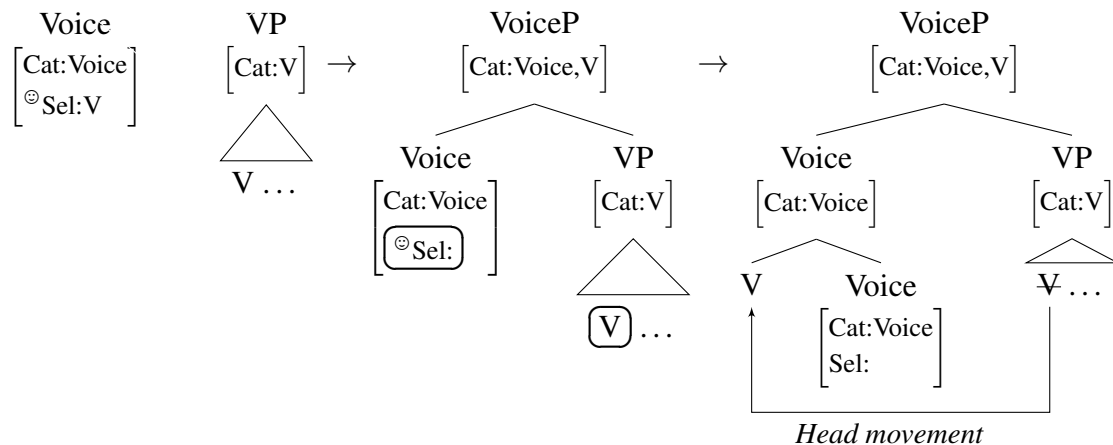 Voice VP VoiceP VoiceP
[Cat:Voice ☺Sel:V] [Cat:V] → [Cat:Voice,V] → [Cat:Voice,V]
V …
Voice VP Voice VP
[Cat:Voice ☺Sel:] [Cat:V] [Cat:Voice] [Cat:V]
V … V Voice V …
[Cat:Voice Sel:]
Head movement